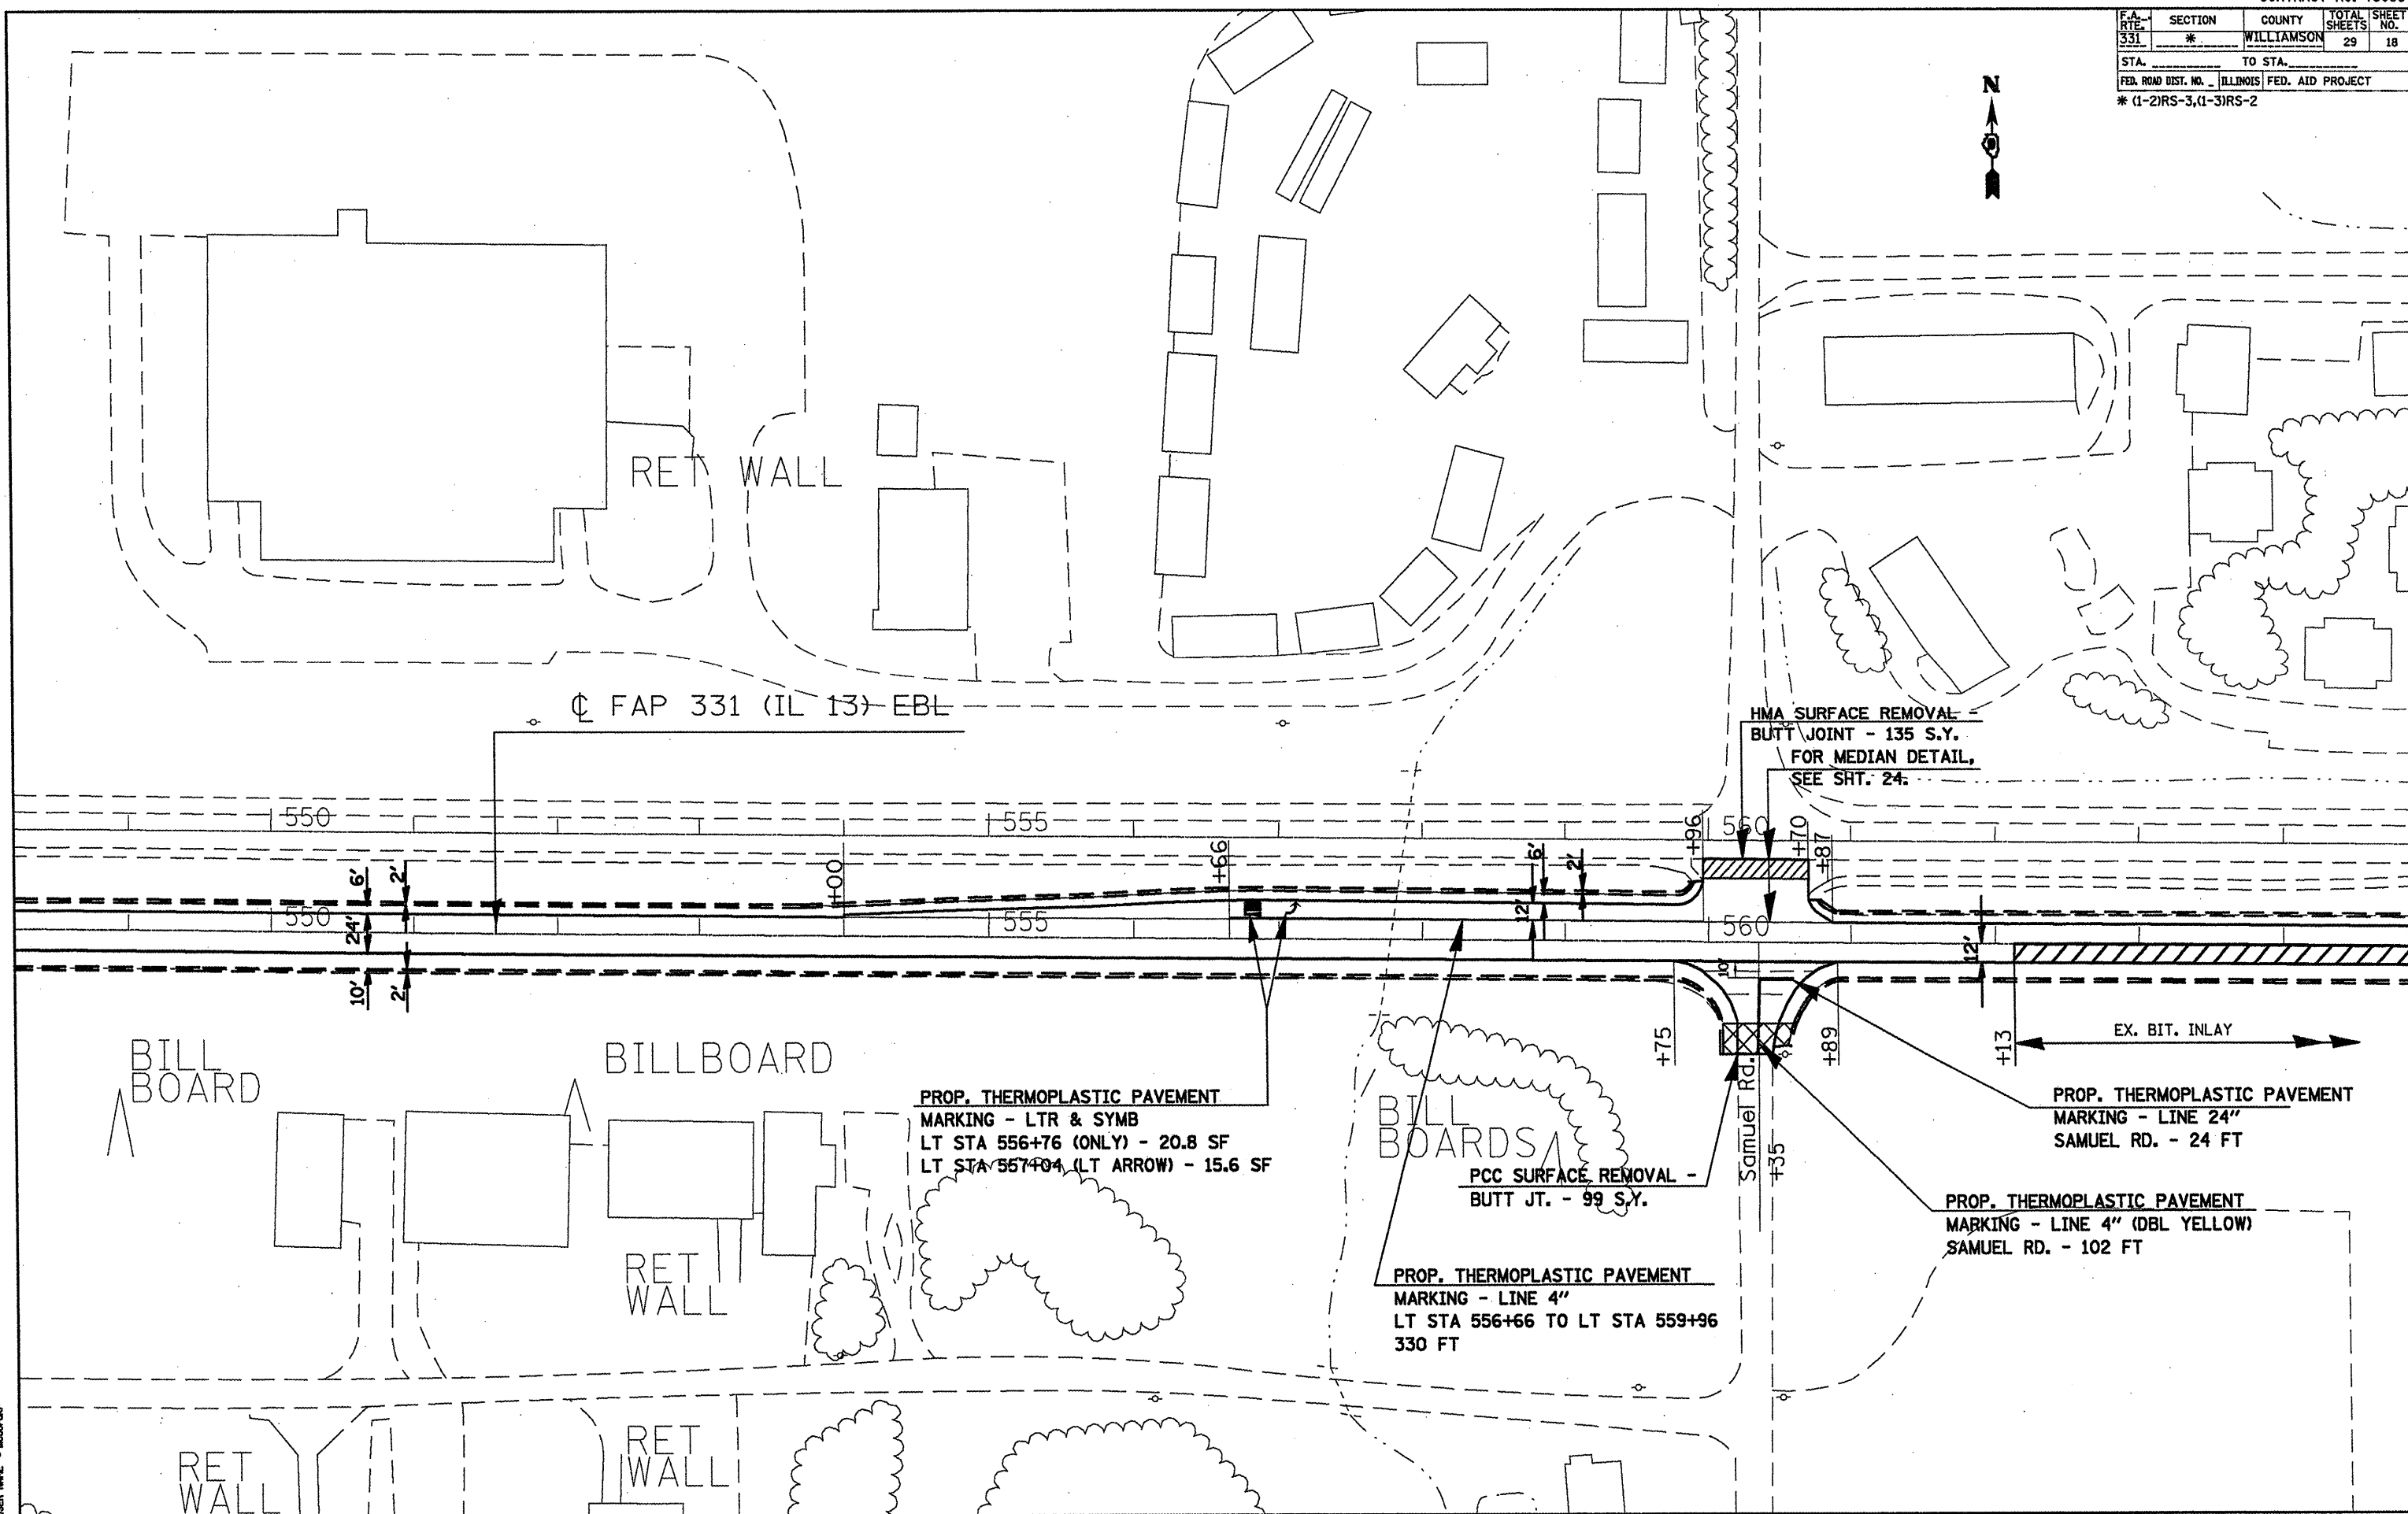 F.A. RTE. SECTION COUNTY TOTAL SHEETS SHEET NO.
331 * WILLIAMSON 29 18
STA. TO STA.
FED. ROAD DIST. NO. ILLINOIS FED. AID PROJECT
* (1-2)RS-3,(1-3)RS-2
N
RET WALL
℄ FAP 331 (IL 13) EBL
HMA SURFACE REMOVAL -
BUTT JOINT - 135 S.Y.
FOR MEDIAN DETAIL,
SEE SHT. 24.
550
555
560
+96
+70
+87
+00
+66
6'
2'
6'
2'
550
24'
555
12'
560
12'
10'
2'
10'
+75
+89
+13
EX. BIT. INLAY
BILL
BOARD
BILLBOARD
PROP. THERMOPLASTIC PAVEMENT
MARKING - LTR & SYMB
LT STA 556+76 (ONLY) - 20.8 SF
LT STA 557+04 (LT ARROW) - 15.6 SF
BILL
BOARDS
Samuel Rd.
+35
PROP. THERMOPLASTIC PAVEMENT
MARKING - LINE 24"
SAMUEL RD. - 24 FT
PCC SURFACE REMOVAL -
BUTT JT. - 99 S.Y.
PROP. THERMOPLASTIC PAVEMENT
MARKING - LINE 4" (DBL YELLOW)
SAMUEL RD. - 102 FT
RET
WALL
PROP. THERMOPLASTIC PAVEMENT
MARKING - LINE 4"
LT STA 556+66 TO LT STA 559+96
330 FT
RET
WALL
RET
WALL